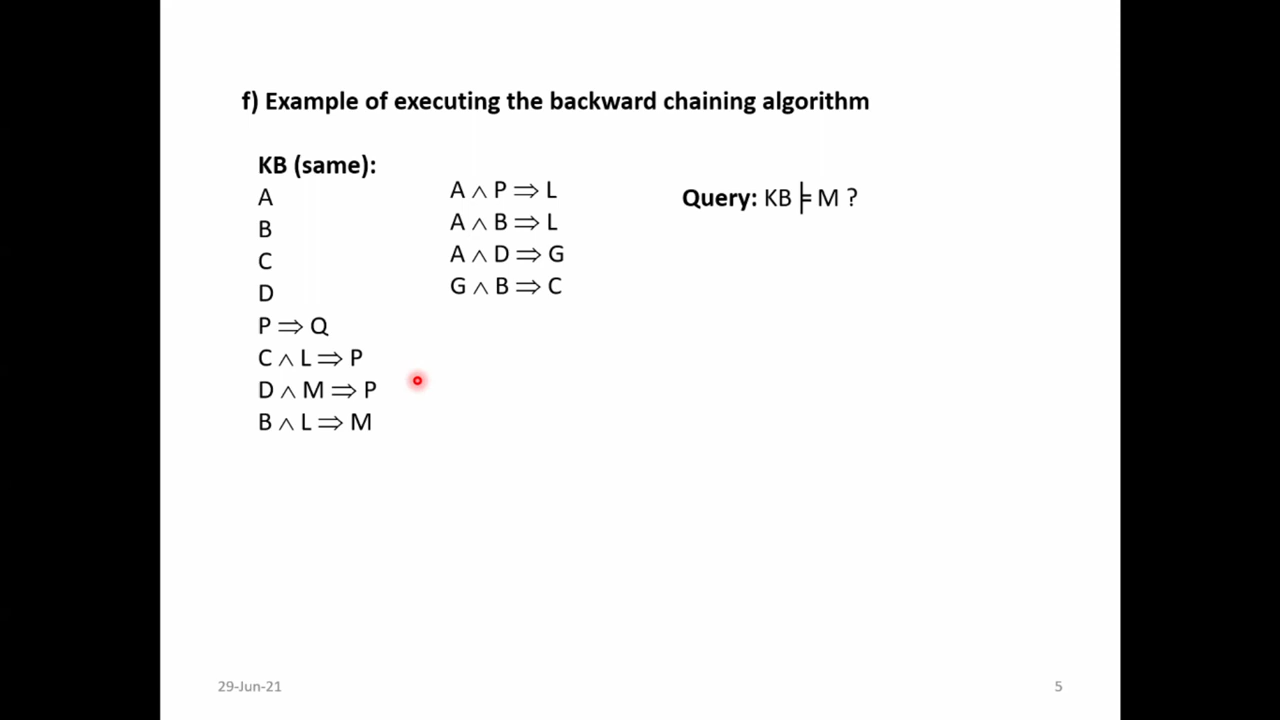 f) Example of executing the backward chaining algorithm
KB (same):
A
B
C
D
P ⇒ Q
C ∧ L ⇒ P
D ∧ M ⇒ P
B ∧ L ⇒ M
A ∧ P ⇒ L
A ∧ B ⇒ L
A ∧ D ⇒ G
G ∧ B ⇒ C
Query: KB ⊨ M ?
29-Jun-21
5